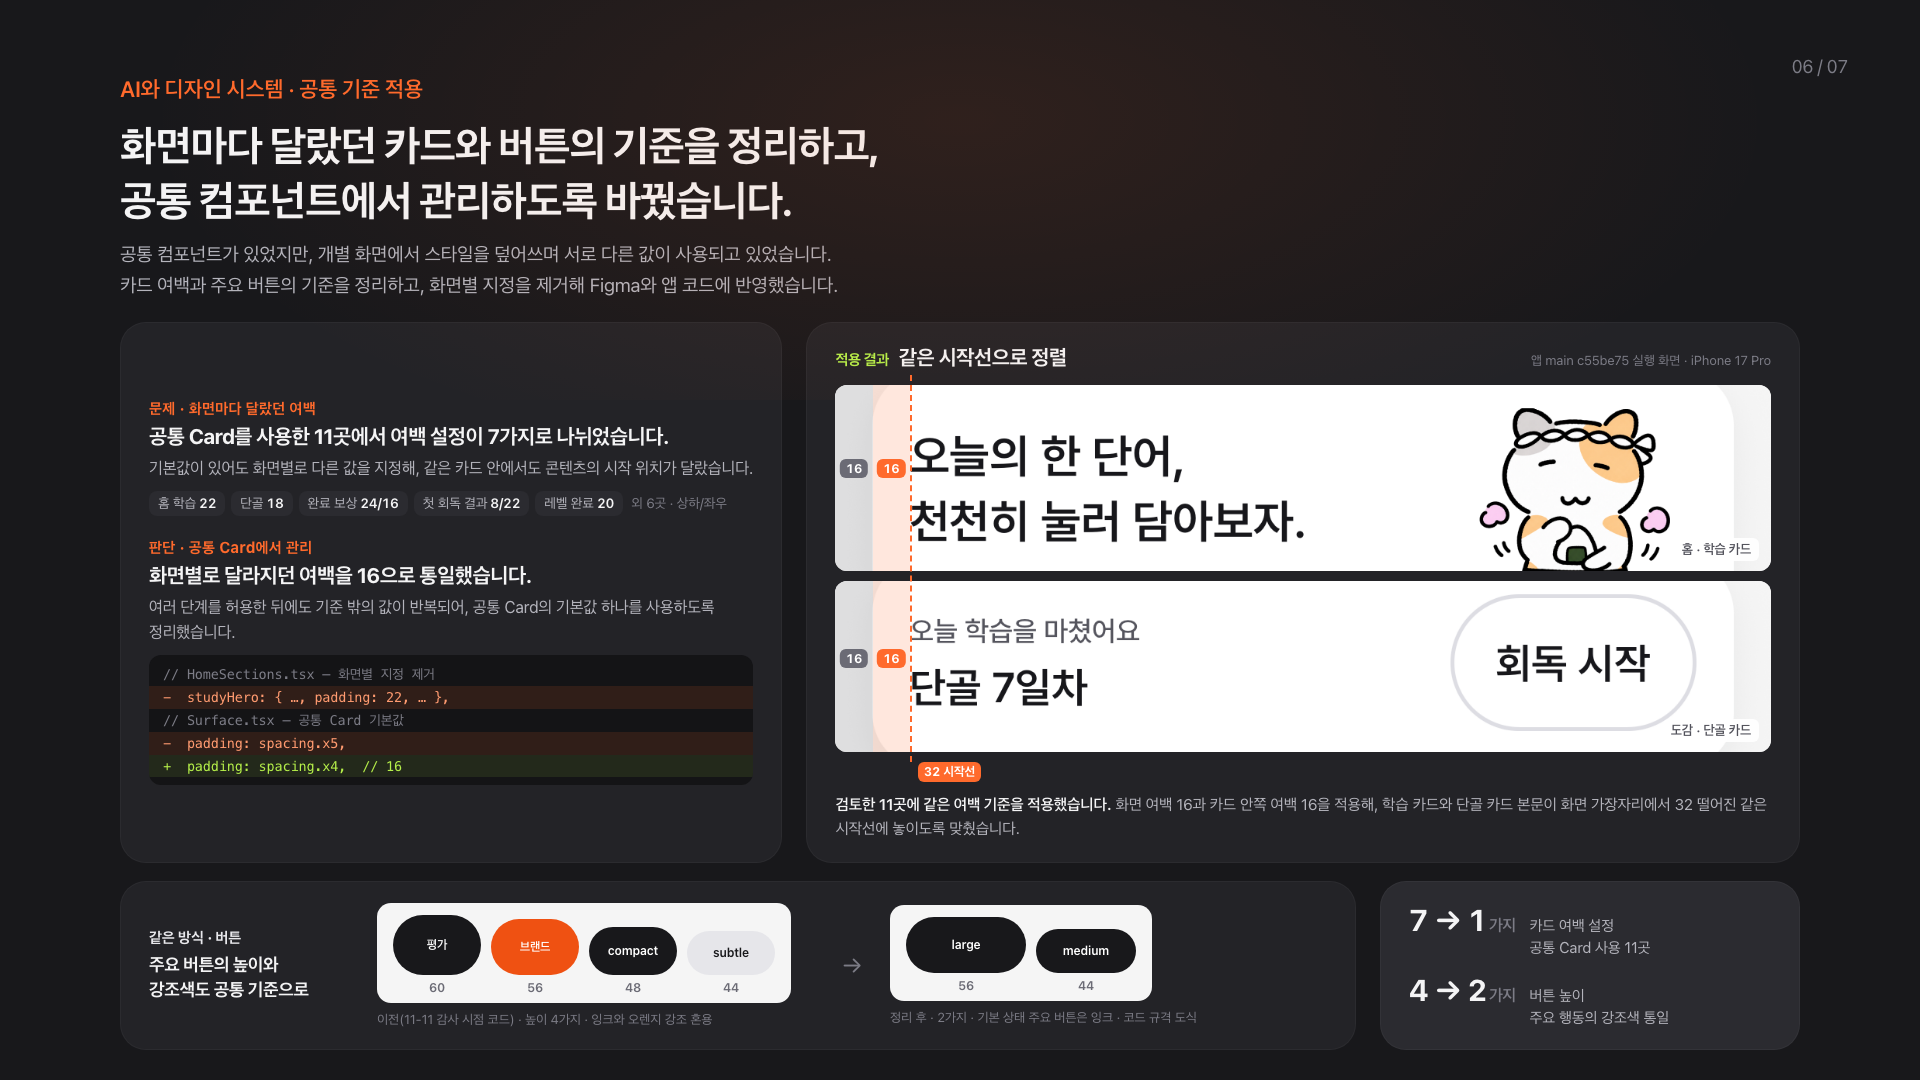 06 / 07
AI와 디자인 시스템 · 공통 기준 적용
화면마다 달랐던 카드와 버튼의 기준을 정리하고,
공통 컴포넌트에서 관리하도록 바꿨습니다.
공통 컴포넌트가 있었지만, 개별 화면에서 스타일을 덮어쓰며 서로 다른 값이 사용되고 있었습니다.
카드 여백과 주요 버튼의 기준을 정리하고, 화면별 지정을 제거해 Figma와 앱 코드에 반영했습니다.
문제 · 화면마다 달랐던 여백
공통 Card를 사용한 11곳에서 여백 설정이 7가지로 나뉘었습니다.
기본값이 있어도 화면별로 다른 값을 지정해, 같은 카드 안에서도 콘텐츠의 시작 위치가 달랐습니다.
홈 학습 22 단골 18 완료 보상 24/16 첫 회독 결과 8/22 레벨 완료 20 외 6곳 · 상하/좌우
판단 · 공통 Card에서 관리
화면별로 달라지던 여백을 16으로 통일했습니다.
여러 단계를 허용한 뒤에도 기준 밖의 값이 반복되어, 공통 Card의 기본값 하나를 사용하도록
정리했습니다.
// HomeSections.tsx — 화면별 지정 제거
− studyHero: { …, padding: 22, … },
// Surface.tsx — 공통 Card 기본값
− padding: spacing.x5,
+ padding: spacing.x4, // 16
적용 결과 같은 시작선으로 정렬
앱 main c55be75 실행 화면 · iPhone 17 Pro
16 16
오늘의 한 단어,
천천히 눌러 담아보자.
홈 · 학습 카드
16 16
오늘 학습을 마쳤어요
단골 7일차
회독 시작
도감 · 단골 카드
32 시작선
검토한 11곳에 같은 여백 기준을 적용했습니다. 화면 여백 16과 카드 안쪽 여백 16을 적용해, 학습 카드와 단골 카드 본문이 화면 가장자리에서 32 떨어진 같은
시작선에 놓이도록 맞췄습니다.
같은 방식 · 버튼
주요 버튼의 높이와
강조색도 공통 기준으로
평가 브랜드 compact subtle
60 56 48 44
이전(11-11 감사 시점 코드) · 높이 4가지 · 잉크와 오렌지 강조 혼용
→
large medium
56 44
정리 후 · 2가지 · 기본 상태 주요 버튼은 잉크 · 코드 규격 도식
7 → 1 가지
카드 여백 설정
공통 Card 사용 11곳
4 → 2 가지
버튼 높이
주요 행동의 강조색 통일